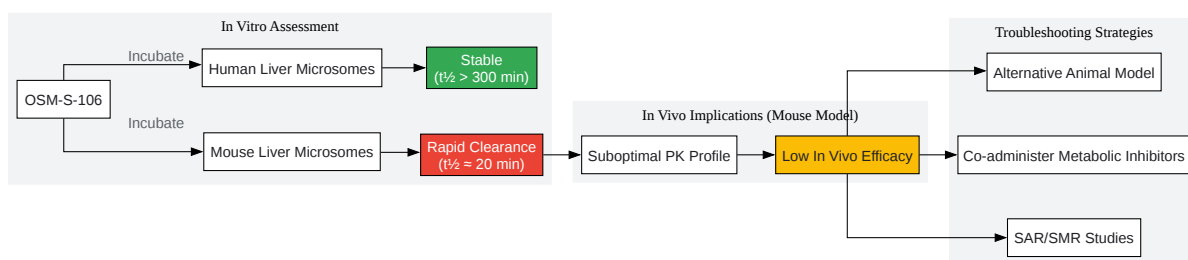 In Vitro Assessment
OSM-S-106
Incubate
Human Liver Microsomes
Stable
(t½ > 300 min)
Incubate
Mouse Liver Microsomes
Rapid Clearance
(t½ ≈ 20 min)
In Vivo Implications (Mouse Model)
Suboptimal PK Profile
Low In Vivo Efficacy
Troubleshooting Strategies
Alternative Animal Model
Co-administer Metabolic Inhibitors
SAR/SMR Studies